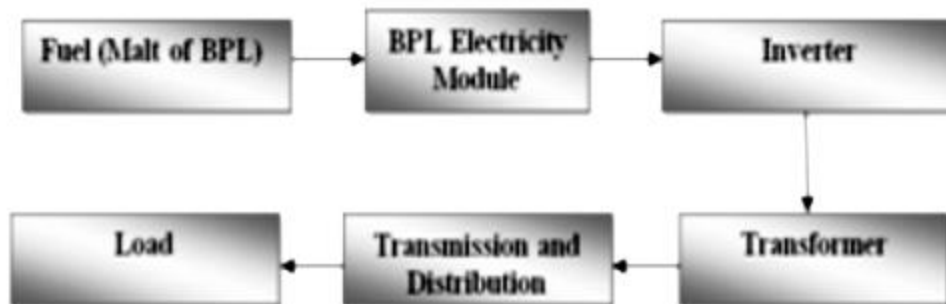 Fuel (Malt of BPL)
BPL Electricity
Module
Inverter
Transformer
Transmission and
Distribution
Load